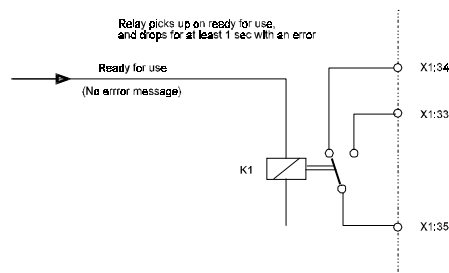 Relay picks up on ready for use,
and drops for at least 1 sec with an error
Ready for use
(No errror message)
X1:34
X1:33
K1
X1:35